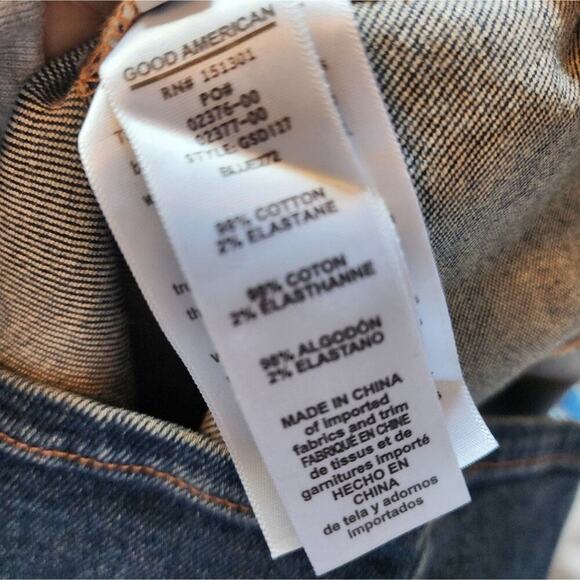 GOOD AMERICAN
RN# 151301
PO#
02376-00
02377-00
STYLE: GSD127
BLUE272
98% COTTON
2% ELASTANE
98% COTON
2% ELASTHANNE
98% ALGODÓN
2% ELASTANO
MADE IN CHINA
of imported
fabrics and trim
FABRIQUÉ EN CHINE
de tissus et de
garnitures importé
HECHO EN
CHINA
de tela y adornos
importados